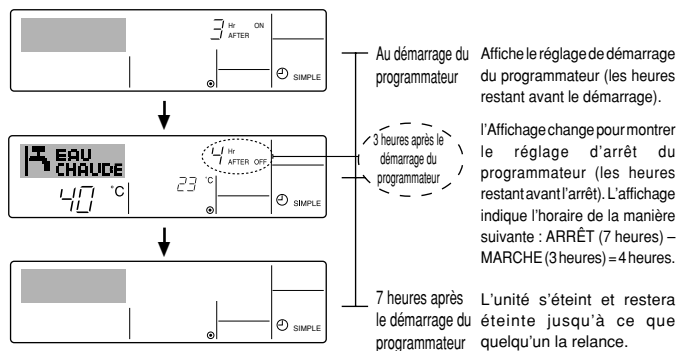 3 Hr ON
AFTER
SIMPLE
Au démarrage du
programmateur
Affiche le réglage de démarrage
du programmateur (les heures
restant avant le démarrage).
EAU
CHAUDE
4 Hr
AFTER OFF
40 °C
23 °C
SIMPLE
3 heures après le
démarrage du
programmateur
l'Affichage change pour montrer
le réglage d'arrêt du
programmateur (les heures
restant avant l'arrêt). L'affichage
indique l'horaire de la manière
suivante : ARRÊT (7 heures) –
MARCHE (3 heures) = 4 heures.
SIMPLE
7 heures après
le démarrage du
programmateur
L'unité s'éteint et restera
éteinte jusqu'à ce que
quelqu'un la relance.